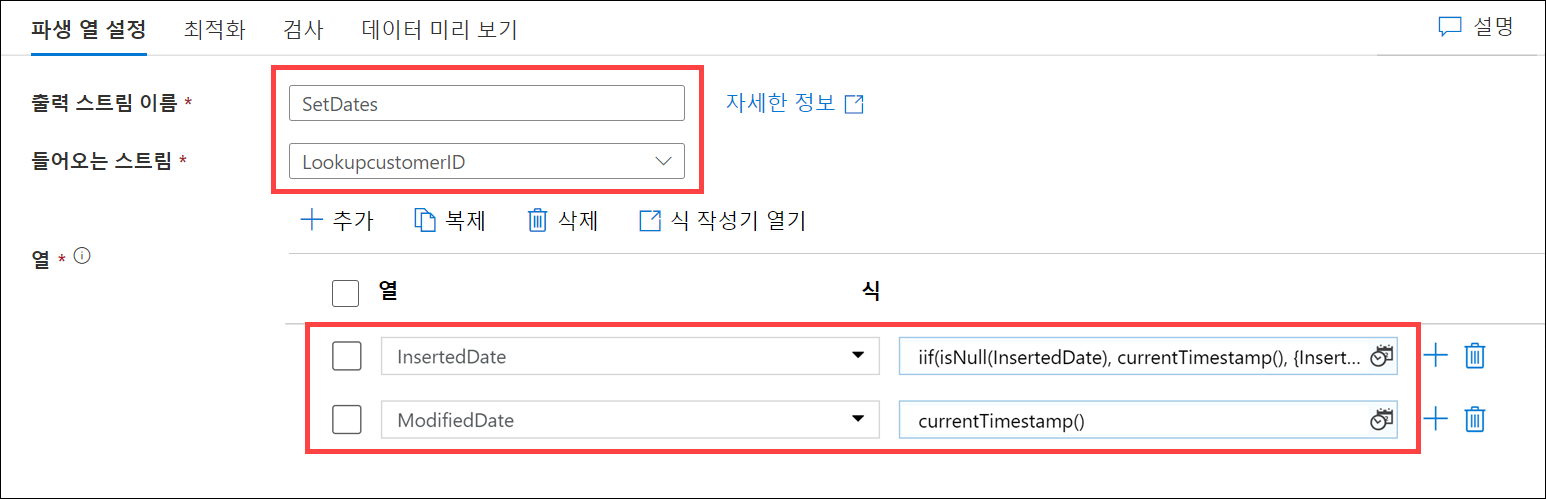 파생 열 설정 최적화 검사 데이터 미리 보기 설명
출력 스트림 이름 * SetDates 자세한 정보
들어오는 스트림 * LookupcustomerID
추가 복제 삭제 식 작성기 열기
열 *
열 식
InsertedDate iif(isNull(InsertedDate), currentTimestamp(), {Insert...
ModifiedDate currentTimestamp()